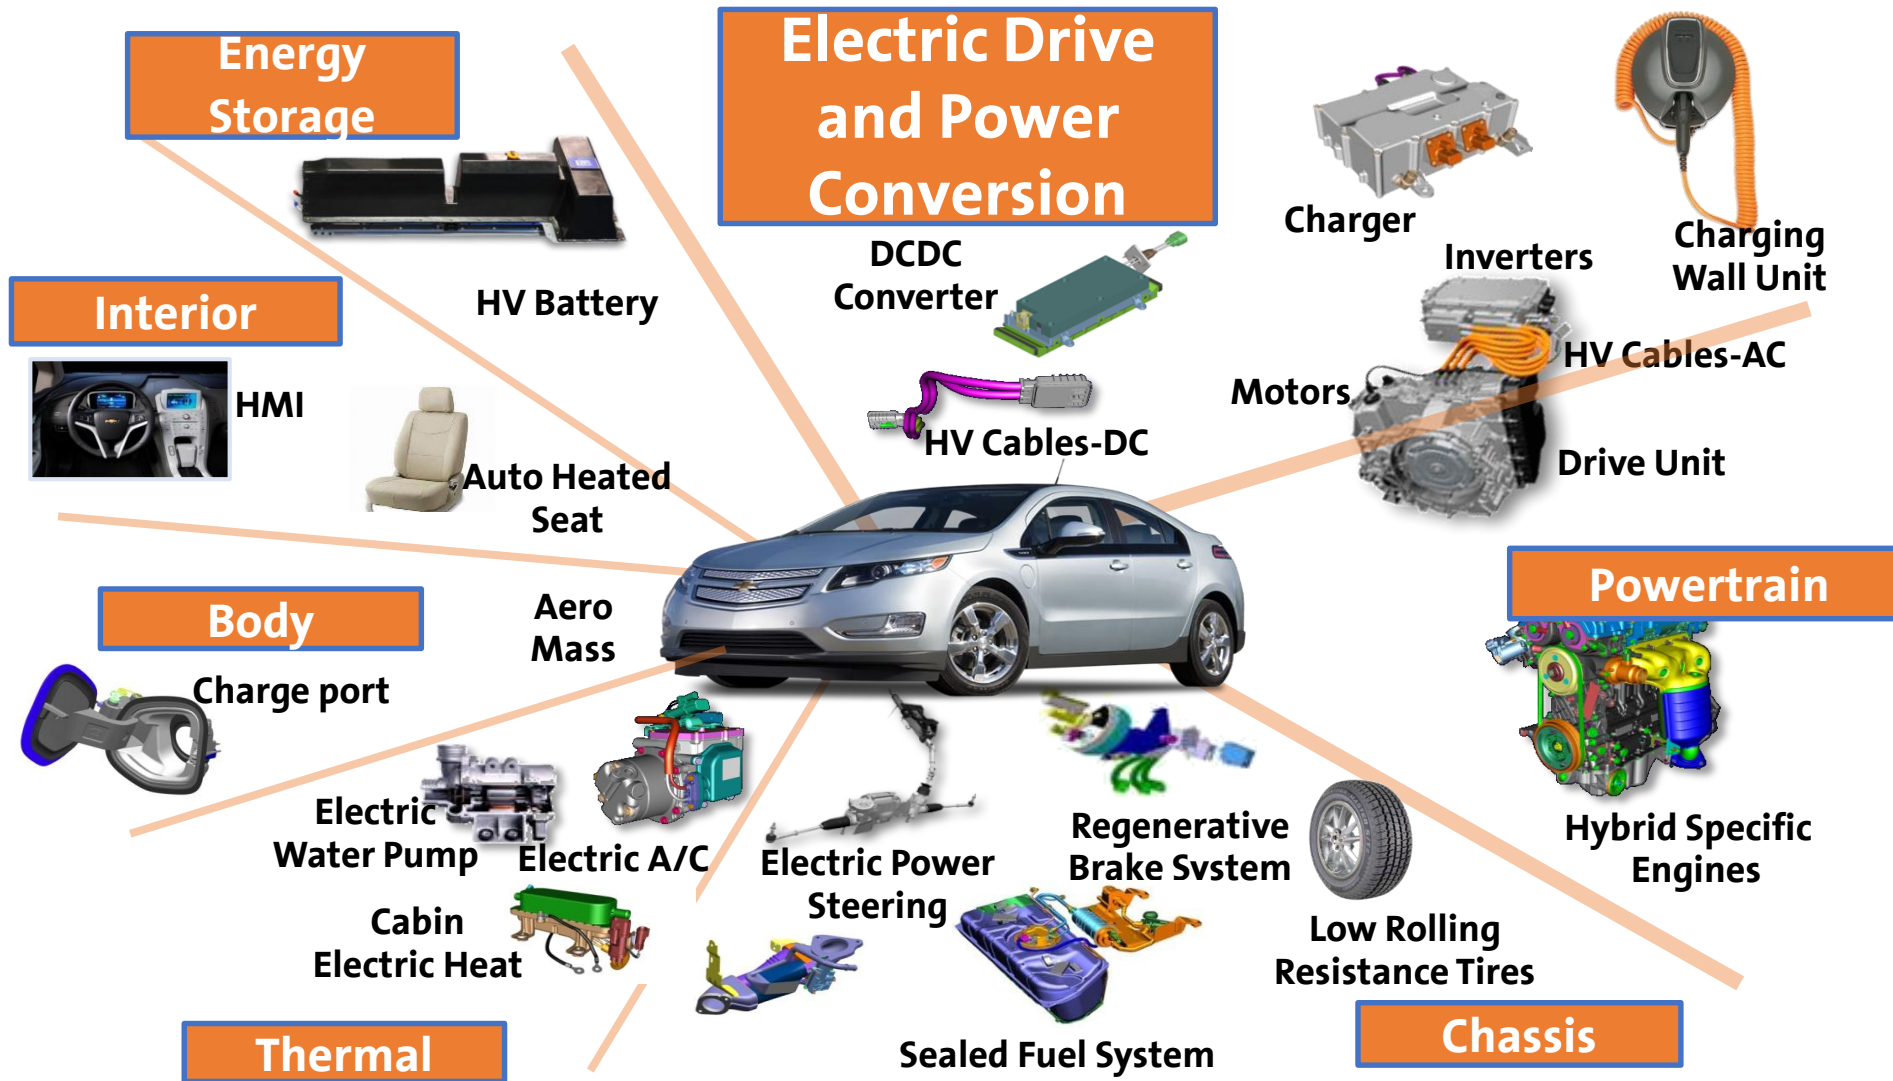 Energy
Storage
Electric Drive
and Power
Conversion
Charger
Charging
Wall Unit
Inverters
DCDC
Converter
HV Battery
Interior
HV Cables-AC
Motors
HMI
HV Cables-DC
Drive Unit
Auto Heated
Seat
Powertrain
Body
Aero
Mass
Charge port
Electric
Water Pump
Electric A/C
Electric Power
Steering
Regenerative
Brake System
Hybrid Specific
Engines
Cabin
Electric Heat
Low Rolling
Resistance Tires
Thermal
Sealed Fuel System
Chassis